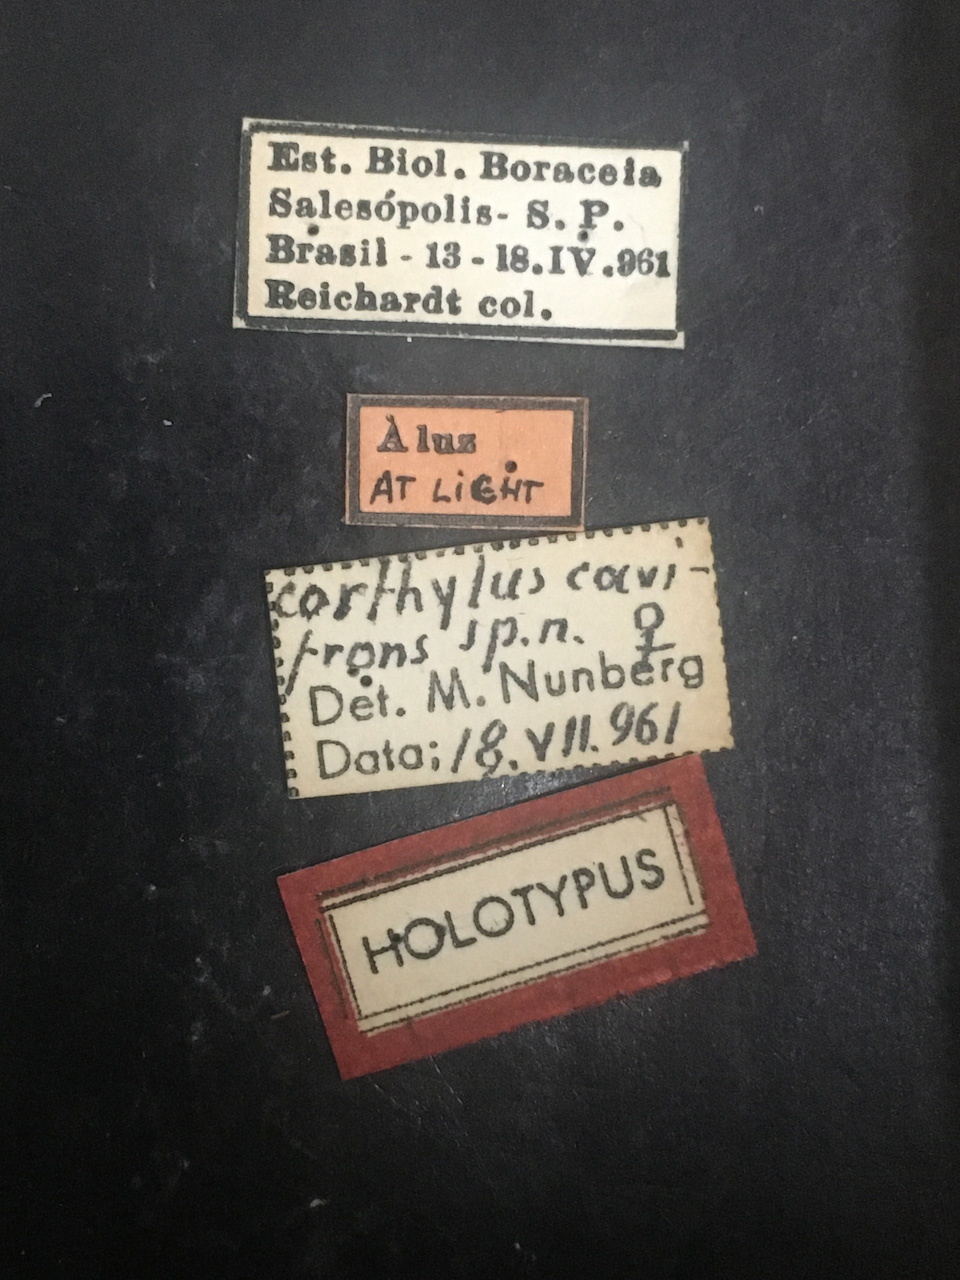 Est. Biol. Boraceia
Salesópolis- S. P.
Brasil - 13 - 18.IV.961
Reichardt col.
À luz
AT LiGHT
corthylus cavi-
frons sp.n. ♀
Det. M. Nunberg
Data; 18. VII. 961
HOLOTYPUS